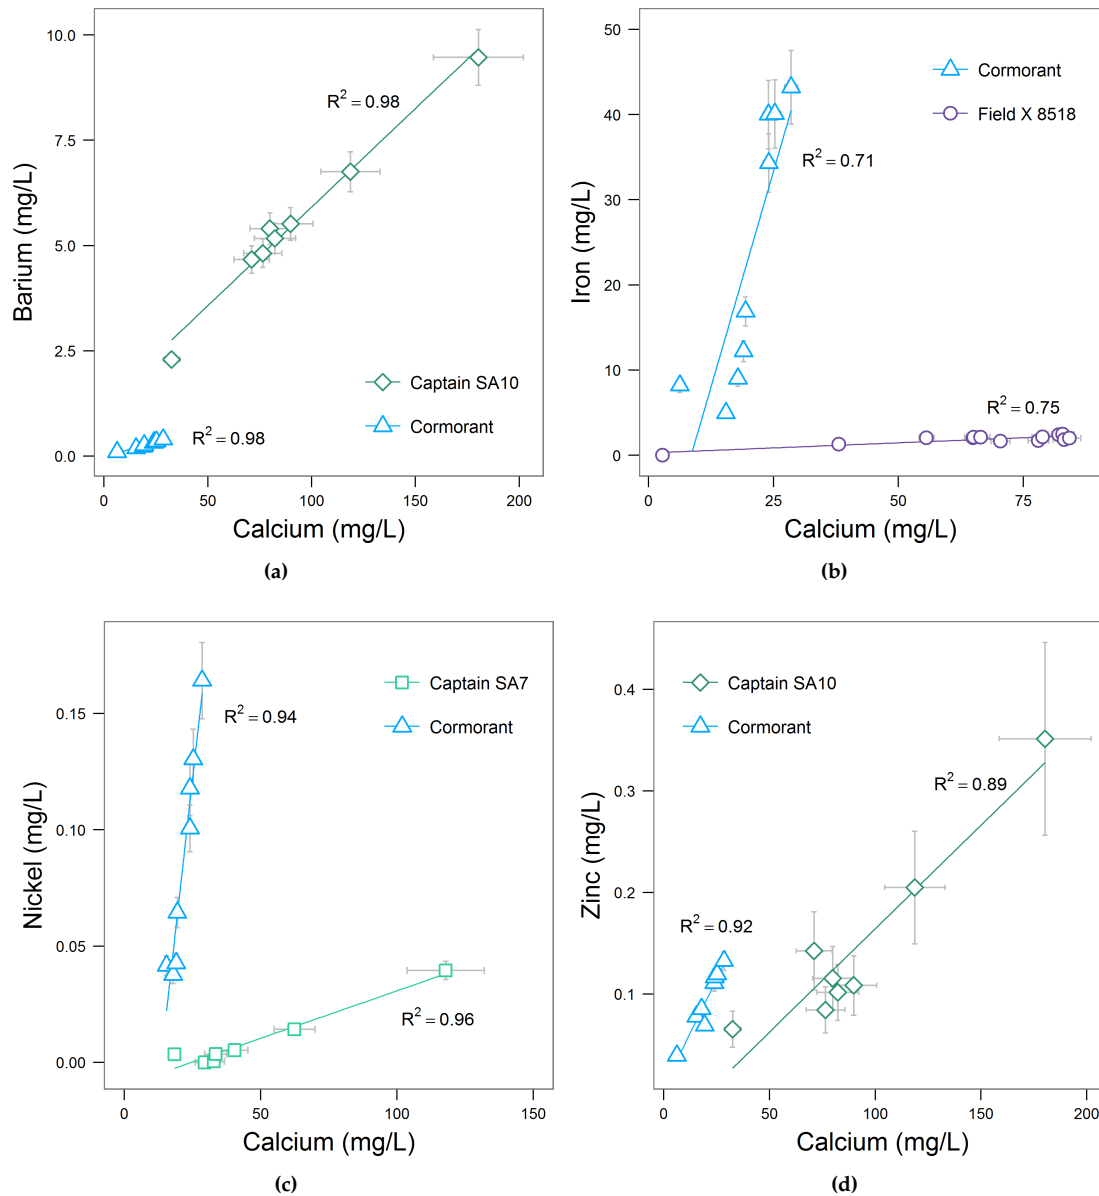 10.0
7.5
5.0
2.5
0.0
Barium (mg/L)
R² = 0.98
Captain SA10
Cormorant
R² = 0.98
0
50
100
150
200
Calcium (mg/L)
(a)
50
40
30
20
10
0
Iron (mg/L)
Cormorant
Field X 8518
R² = 0.71
R² = 0.75
0
25
50
75
Calcium (mg/L)
(b)
0.15
0.10
0.05
0.00
Nickel (mg/L)
Captain SA7
Cormorant
R² = 0.94
R² = 0.96
0
50
100
150
Calcium (mg/L)
(c)
0.4
0.3
0.2
0.1
Zinc (mg/L)
Captain SA10
Cormorant
R² = 0.89
R² = 0.92
0
50
100
150
200
Calcium (mg/L)
(d)